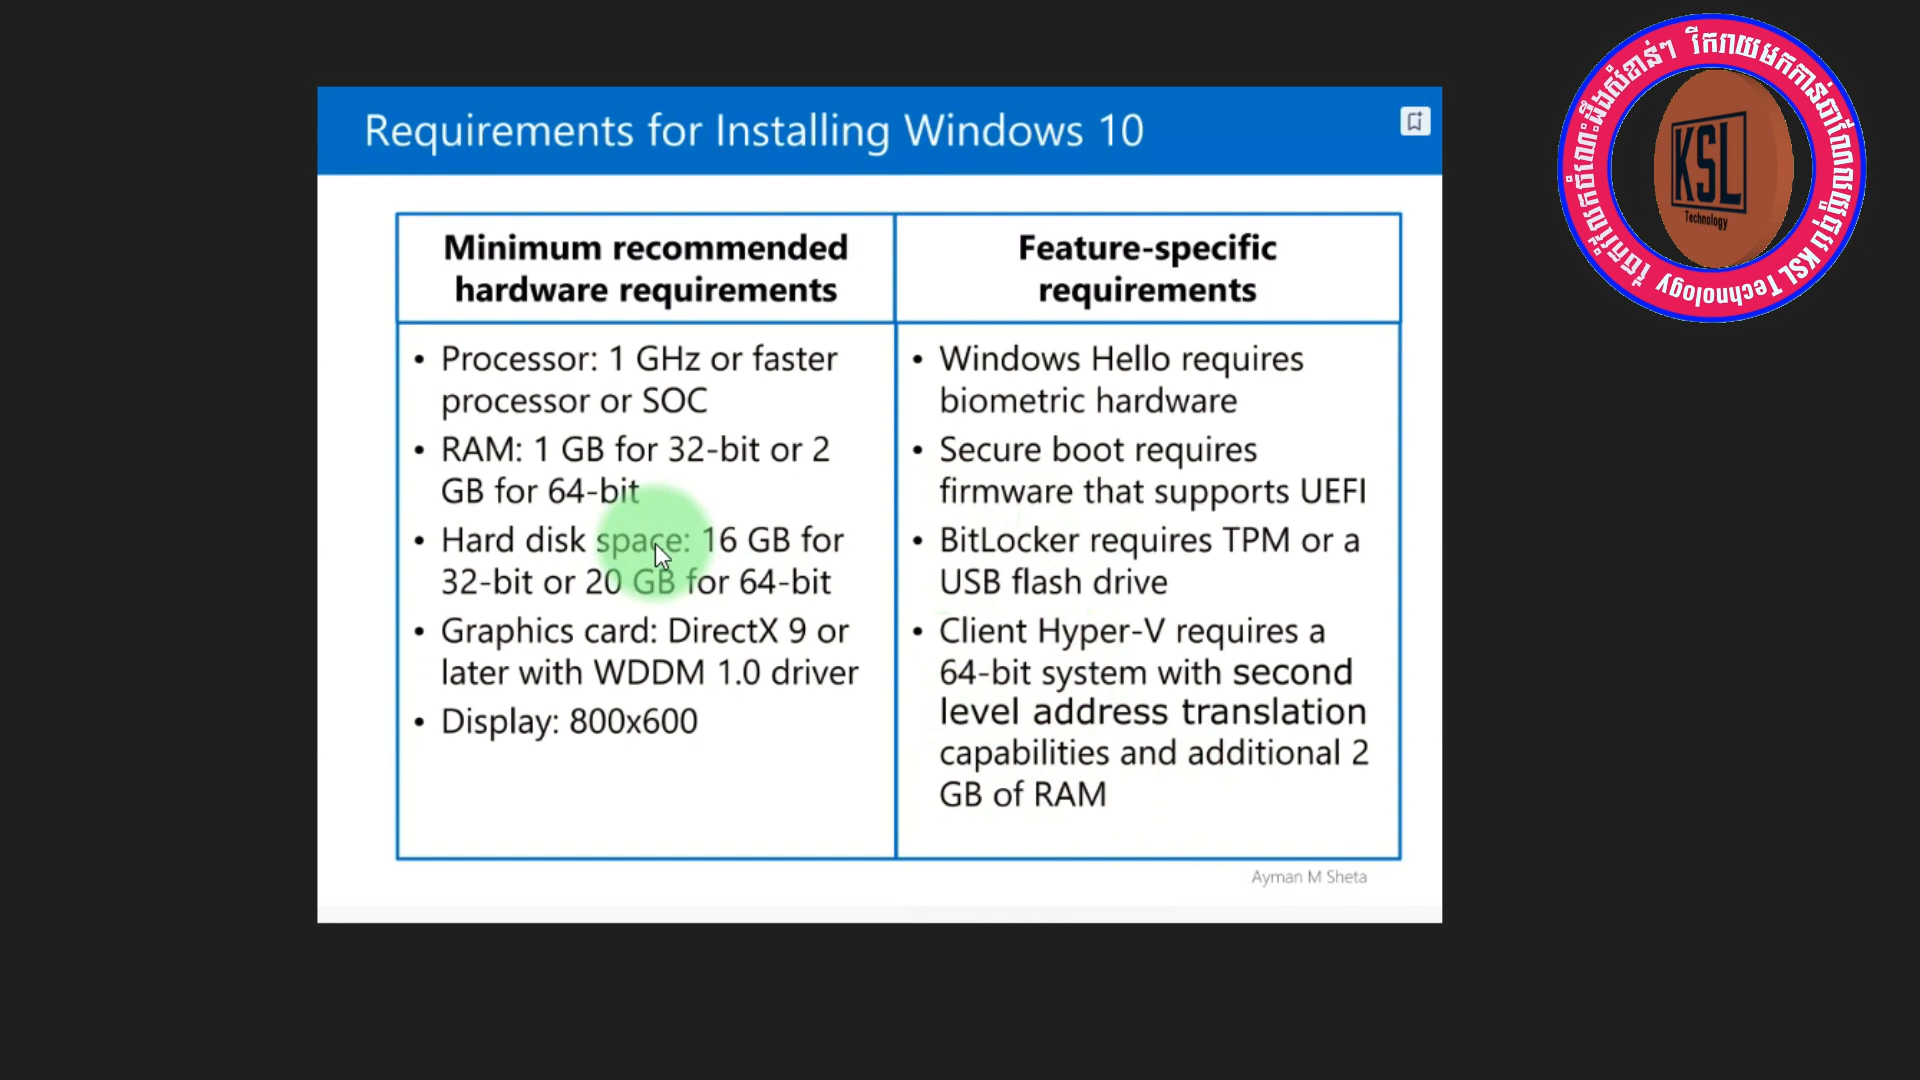 Requirements for Installing Windows 10
Minimum recommended
hardware requirements
• Processor: 1 GHz or faster
processor or SOC
• RAM: 1 GB for 32-bit or 2
GB for 64-bit
• Hard disk space: 16 GB for
32-bit or 20 GB for 64-bit
• Graphics card: DirectX 9 or
later with WDDM 1.0 driver
• Display: 800x600
Feature-specific
requirements
• Windows Hello requires
biometric hardware
• Secure boot requires
firmware that supports UEFI
• BitLocker requires TPM or a
USB flash drive
• Client Hyper-V requires a
64-bit system with second
level address translation
capabilities and additional 2
GB of RAM
Ayman M Sheta
KSL
Technology
KSL Technology